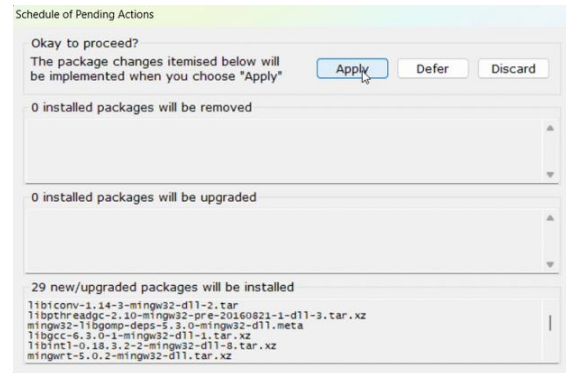 Schedule of Pending Actions
Okay to proceed?
The package changes itemised below will
be implemented when you choose "Apply"
Apply
Defer
Discard
0 installed packages will be removed
0 installed packages will be upgraded
29 new/upgraded packages will be installed
libiconv-1.14-3-mingw32-dll-2.tar
libpthreadgc-2.10-mingw32-pre-20160821-1-dll-3.tar.xz
mingw32-libgomp-deps-5.3.0-mingw32-dll.meta
libgcc-6.3.0-1-mingw32-dll-1.tar.xz
libintl-0.18.3.2-2-mingw32-dll-8.tar.xz
mingwrt-5.0.2-mingw32-dll.tar.xz